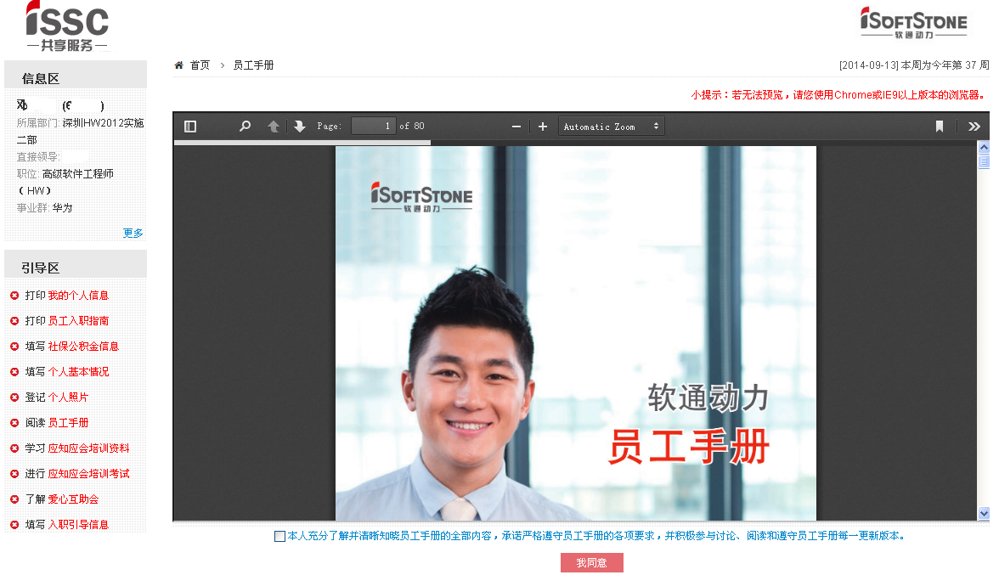 iSSC
共享服务
iSOFTSTONE
软通动力
首页 > 员工手册
[2014-09-13] 本周为今年第 37 周
小提示：若无法预览，请您使用Chrome或IE9以上版本的浏览器。
信息区
所属部门: 深圳HW2012实施
二部
直接领导:
职位: 高级软件工程师
（HW）
事业群: 华为
更多
引导区
打印 我的个人信息
打印 员工入职指南
填写 社保公积金信息
填写 个人基本情况
登记 个人照片
阅读 员工手册
学习 应知应会培训资料
进行 应知应会培训考试
了解 爱心互助会
填写 入职引导信息
Page: 1 of 80
Automatic Zoom
iSOFTSTONE
软通动力
软通动力
员工手册
本人充分了解并清晰知晓员工手册的全部内容，承诺严格遵守员工手册的各项要求，并积极参与讨论、阅读和遵守员工手册每一更新版本。
我同意